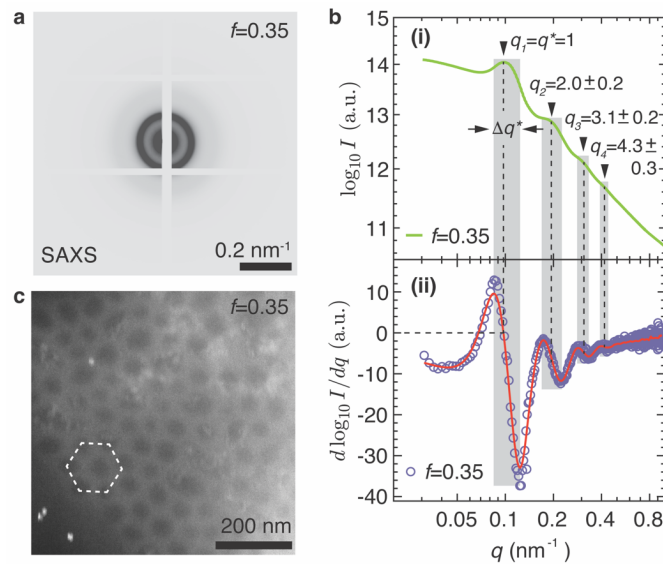 a
f=0.35
SAXS
0.2 nm⁻¹
c
f=0.35
200 nm
b
(i)
15
14
13
12
11
log₁₀ I (a.u.)
q₁=q*=1
q₂=2.0±0.2
q₃=3.1±0.2
q₄=4.3±
0.3
Δq*
f=0.35
(ii)
10
0
-10
-20
-30
-40
d log₁₀ I/dq (a.u.)
f=0.35
0.05 0.1 0.2 0.4 0.8
q (nm⁻¹)